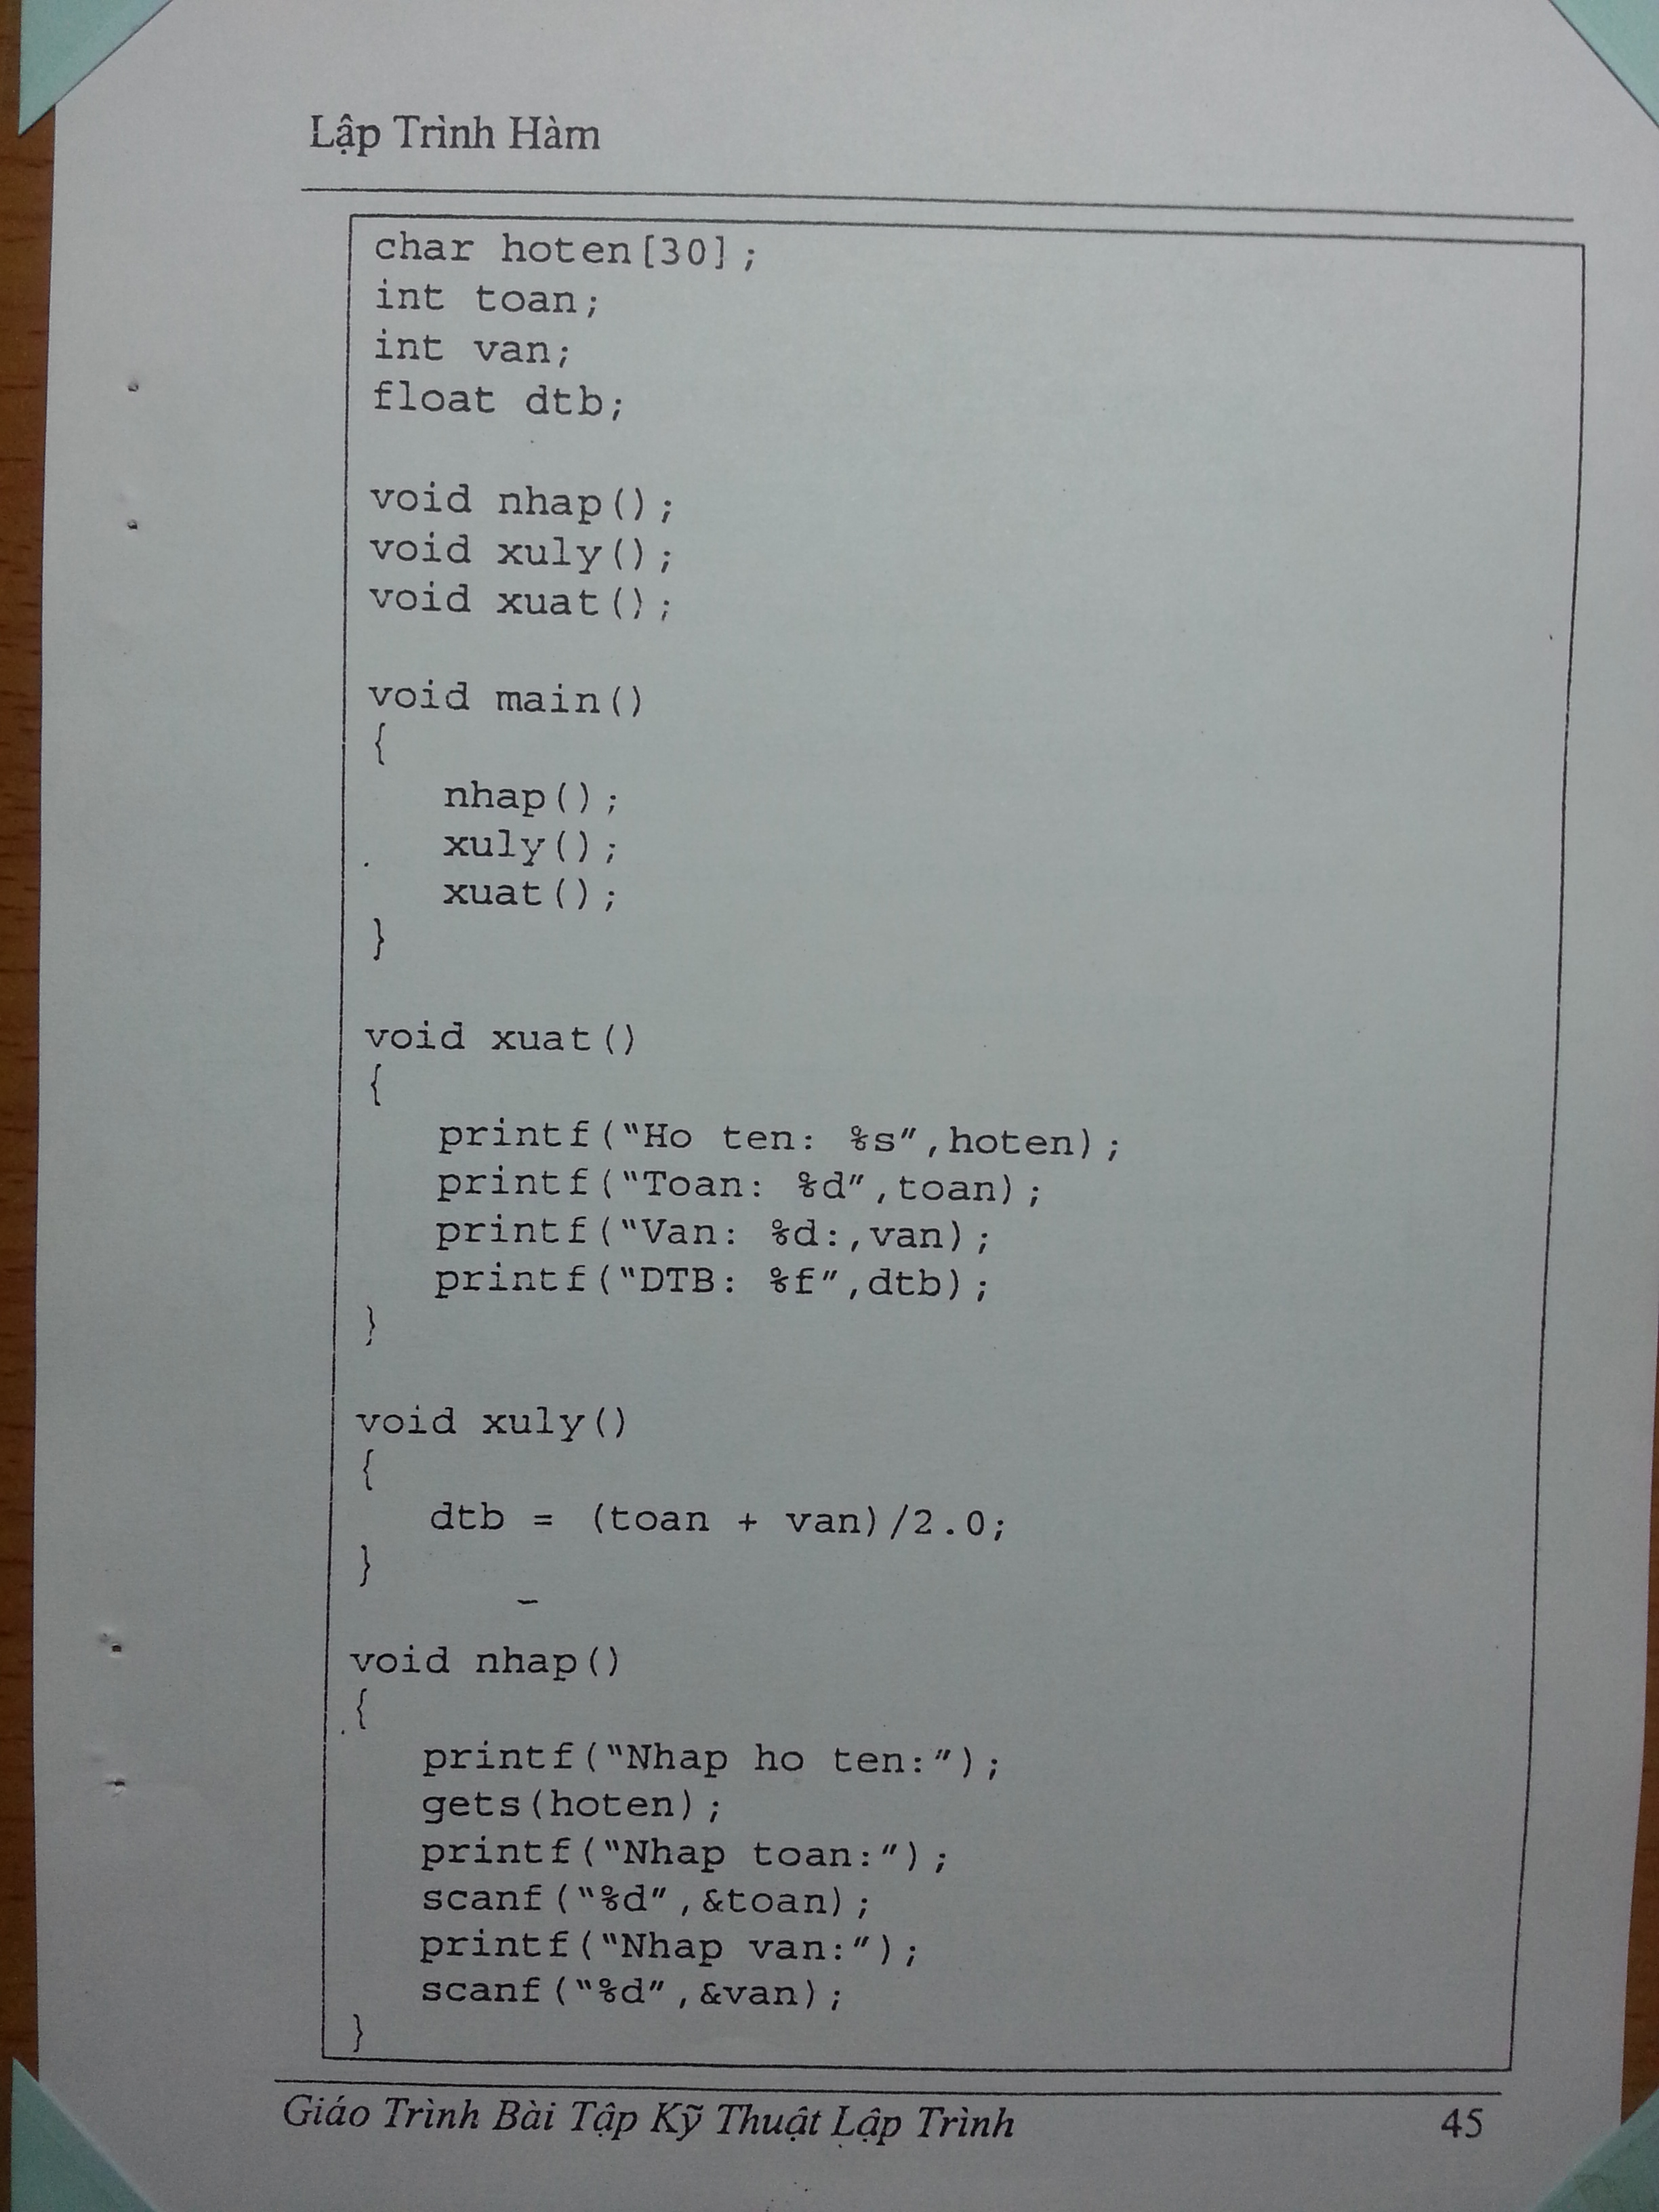 Lập Trình Hàm
char hoten[30];
int toan;
int van;
float dtb;
void nhap();
void xuly();
void xuat();
void main()
{
nhap();
xuly();
xuat();
}
void xuat()
{
printf("Ho ten: %s",hoten);
printf("Toan: %d",toan);
printf("Van: %d:,van);
printf("DTB: %f",dtb);
}
void xuly()
{
dtb = (toan + van)/2.0;
}
void nhap()
{
printf("Nhap ho ten:");
gets(hoten);
printf("Nhap toan:");
scanf("%d",&toan);
printf("Nhap van:");
scanf("%d",&van);
}
Giáo Trình Bài Tập Kỹ Thuật Lập Trình 45